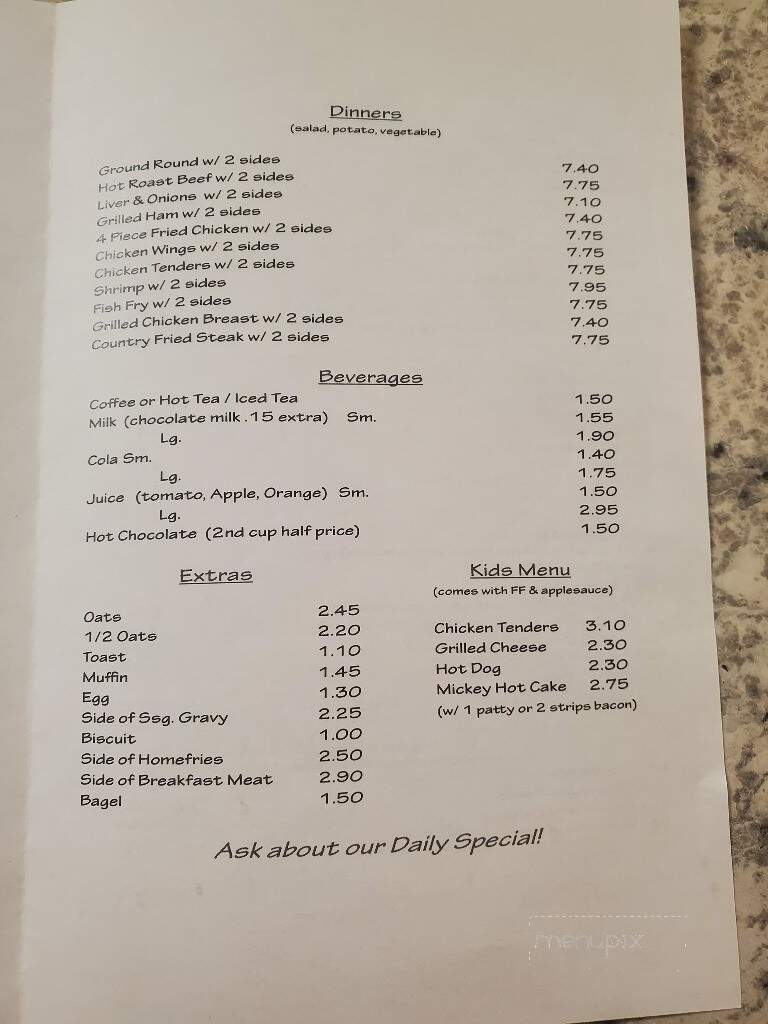 Dinners
(salad, potato, vegetable)
Ground Round w/ 2 sides 7.40
Hot Roast Beef w/ 2 sides 7.75
Liver & Onions w/ 2 sides 7.10
Grilled Ham w/ 2 sides 7.40
4 Piece Fried Chicken w/ 2 sides 7.75
Chicken Wings w/ 2 sides 7.75
Chicken Tenders w/ 2 sides 7.75
Shrimp w/ 2 sides 7.95
Fish Fry w/ 2 sides 7.75
Grilled Chicken Breast w/ 2 sides 7.40
Country Fried Steak w/ 2 sides 7.75
Beverages
Coffee or Hot Tea / Iced Tea 1.50
Milk (chocolate milk .15 extra) Sm. 1.55
Lg. 1.90
Cola Sm. 1.40
Lg. 1.75
Juice (tomato, Apple, Orange) Sm. 1.50
Lg. 2.95
Hot Chocolate (2nd cup half price) 1.50
Extras
Oats 2.45
1/2 Oats 2.20
Toast 1.10
Muffin 1.45
Egg 1.30
Side of Ssg. Gravy 2.25
Biscuit 1.00
Side of Homefries 2.50
Side of Breakfast Meat 2.90
Bagel 1.50
Kids Menu
(comes with FF & applesauce)
Chicken Tenders 3.10
Grilled Cheese 2.30
Hot Dog 2.30
Mickey Hot Cake 2.75
(w/ 1 patty or 2 strips bacon)
Ask about our Daily Special!
menupix